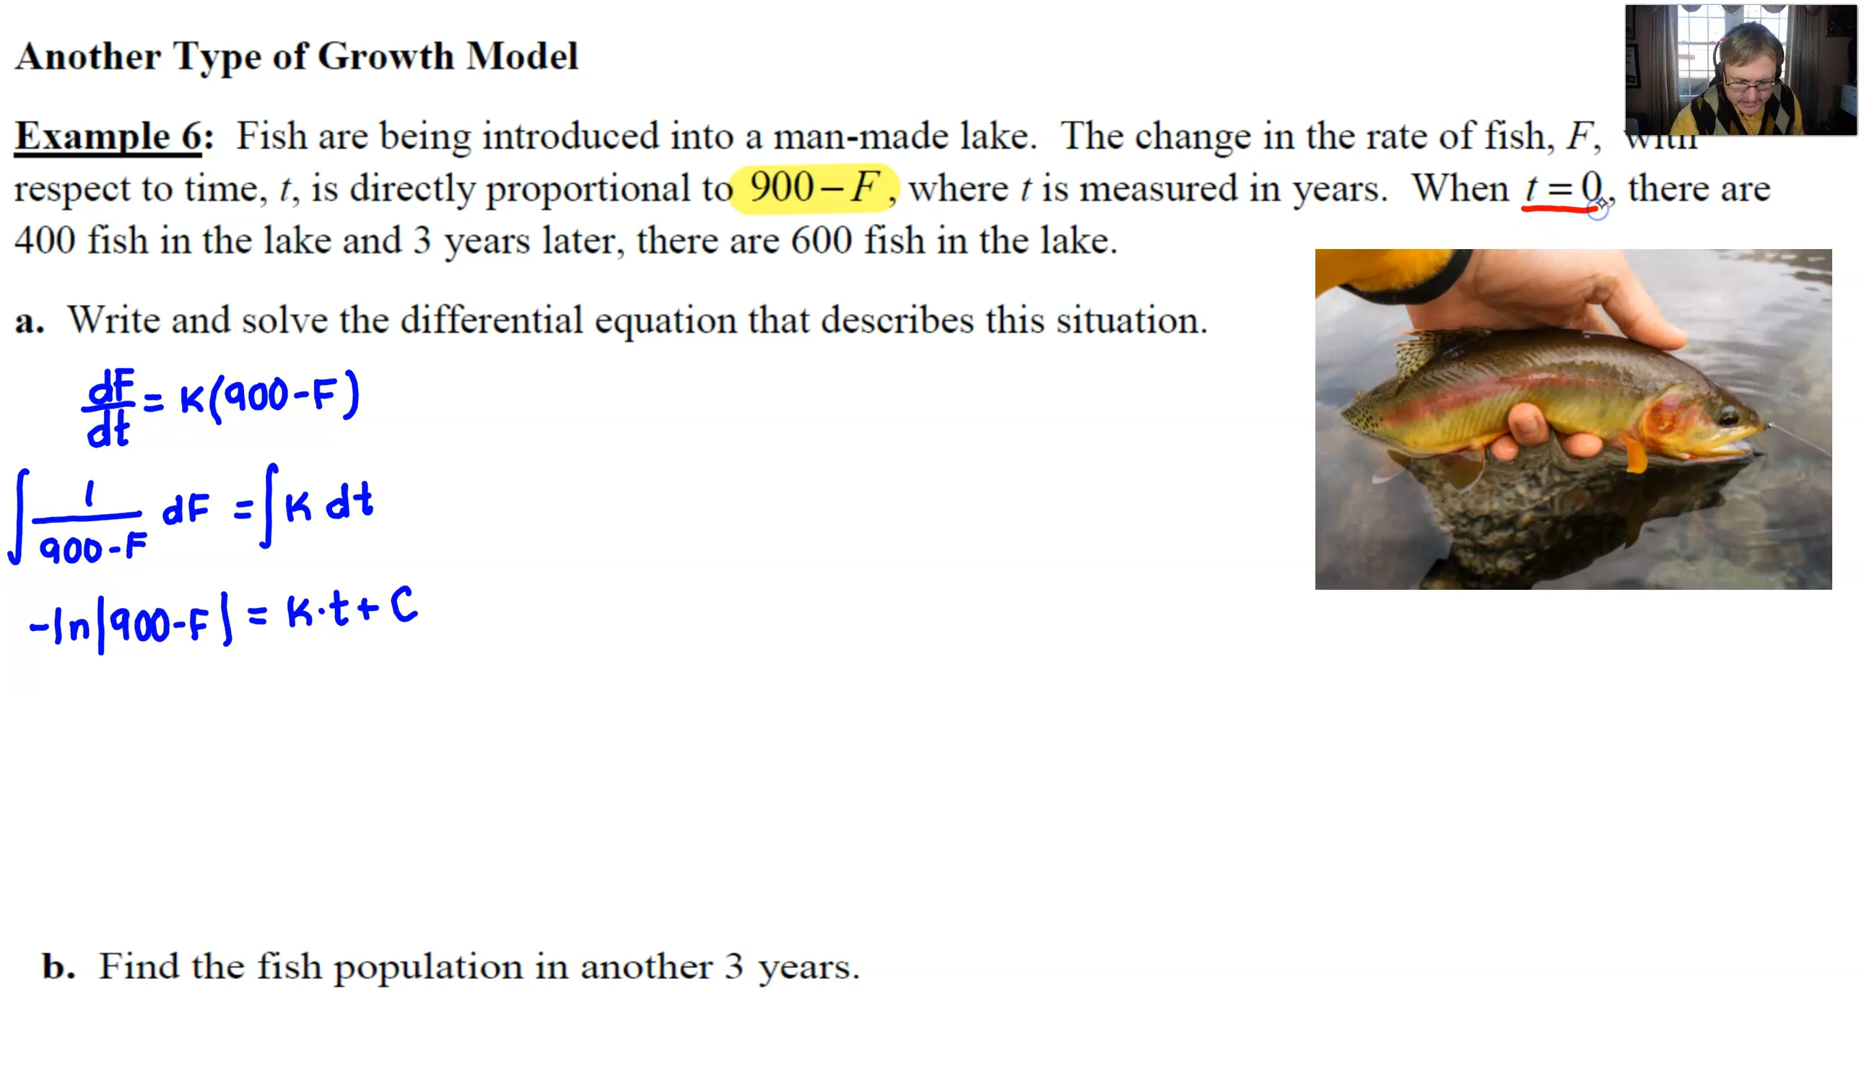 Another Type of Growth Model
Example 6: Fish are being introduced into a man-made lake. The change in the rate of fish, F, with
respect to time, t, is directly proportional to 900 – F, where t is measured in years. When t = 0, there are
400 fish in the lake and 3 years later, there are 600 fish in the lake.
a. Write and solve the differential equation that describes this situation.
dF/dt = K(900-F)
∫ 1/(900-F) dF = ∫ K dt
-ln|900-F| = K·t + C
b. Find the fish population in another 3 years.